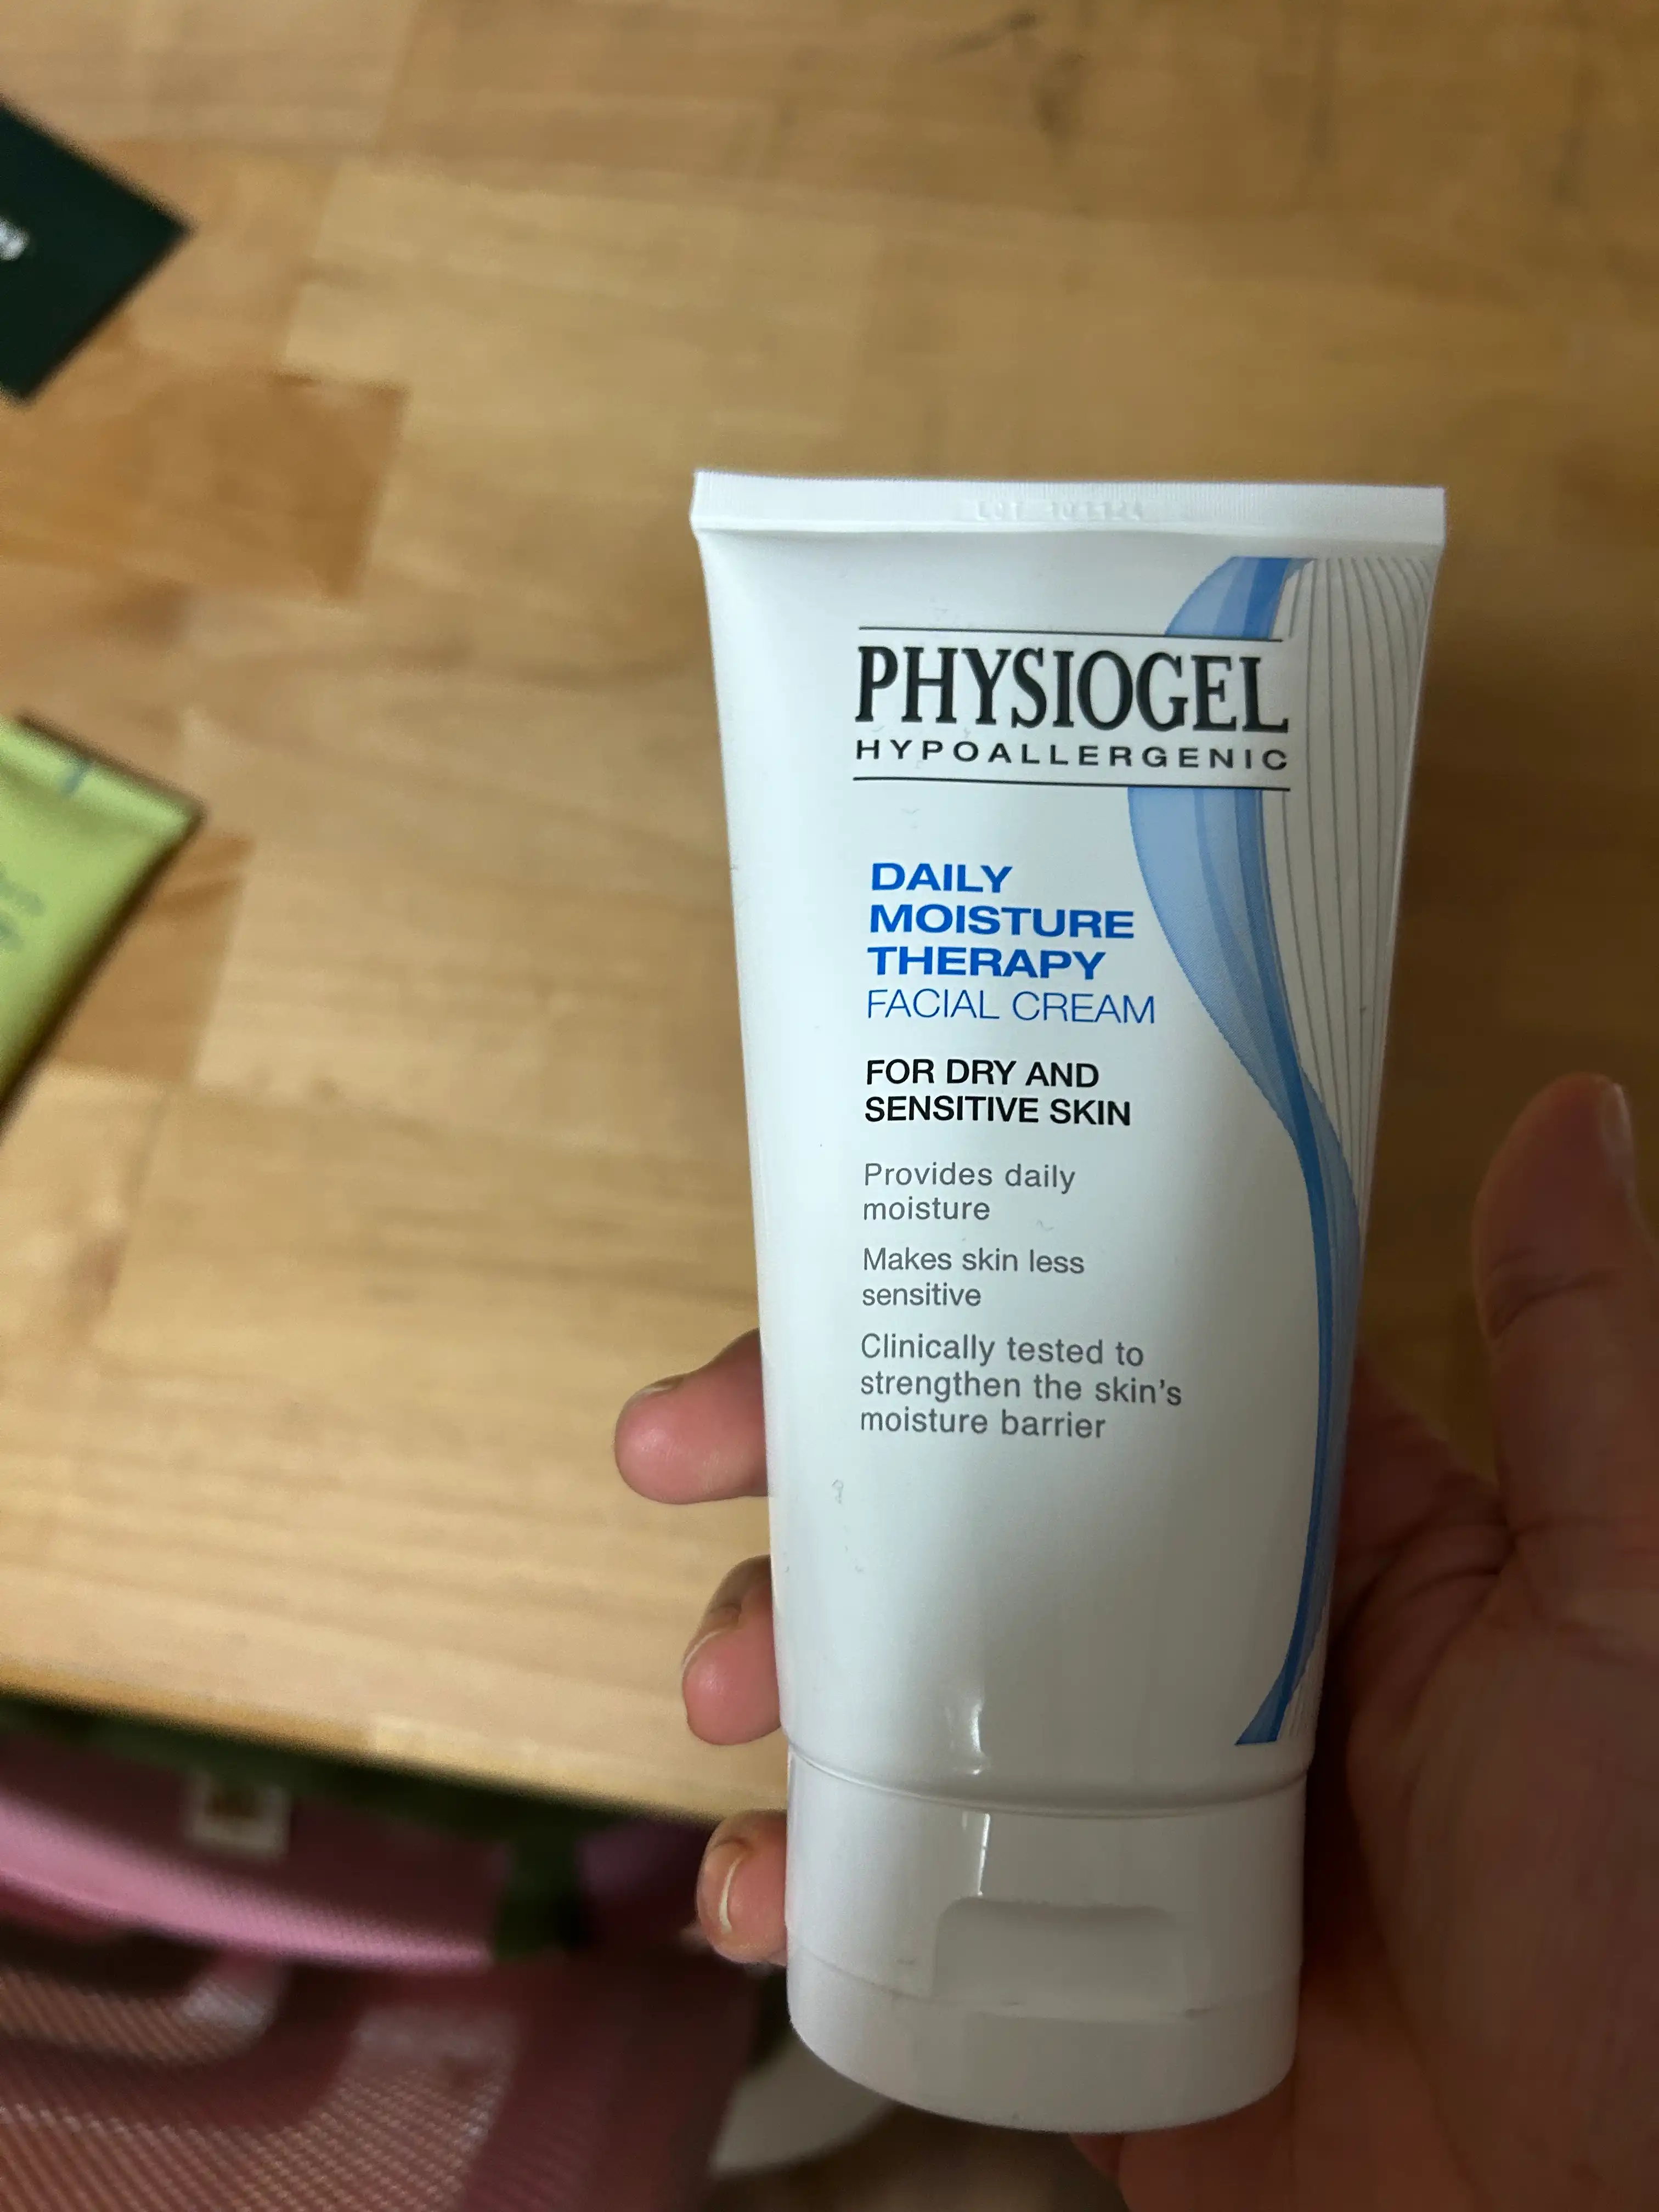 PHYSIOGEL
HYPOALLERGENIC
DAILY
MOISTURE
THERAPY
FACIAL CREAM
FOR DRY AND
SENSITIVE SKIN
Provides daily
moisture
Makes skin less
sensitive
Clinically tested to
strengthen the skin's
moisture barrier